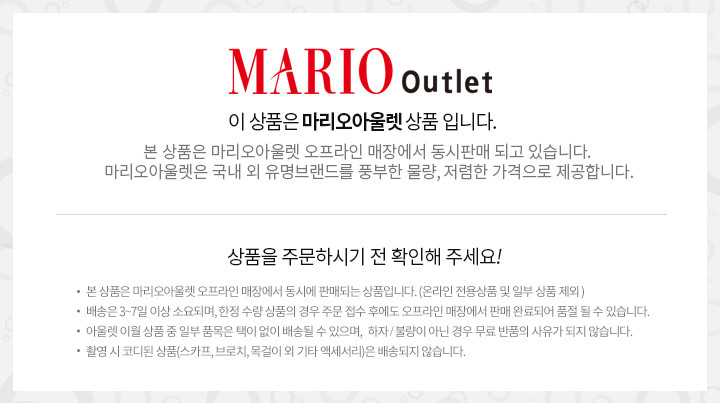 MARIO Outlet
이 상품은 마리오아울렛 상품 입니다.
본 상품은 마리오아울렛 오프라인 매장에서 동시판매 되고 있습니다.
마리오아울렛은 국내 외 유명브랜드를 풍부한 물량, 저렴한 가격으로 제공합니다.
상품을 주문하시기 전 확인해 주세요!
• 본 상품은 마리오아울렛 오프라인 매장에서 동시에 판매되는 상품입니다. (온라인 전용상품 및 일부 상품 제외 )
• 배송은 3~7일 이상 소요되며, 한정 수량 상품의 경우 주문 접수 후에도 오프라인 매장에서 판매 완료되어 품절 될 수 있습니다.
• 아울렛 이월 상품 중 일부 품목은 택이 없이 배송될 수 있으며, 하자 / 불량이 아닌 경우 무료 반품의 사유가 되지 않습니다.
• 촬영 시 코디된 상품(스카프, 브로치, 목걸이 외 기타 액세서리)은 배송되지 않습니다.